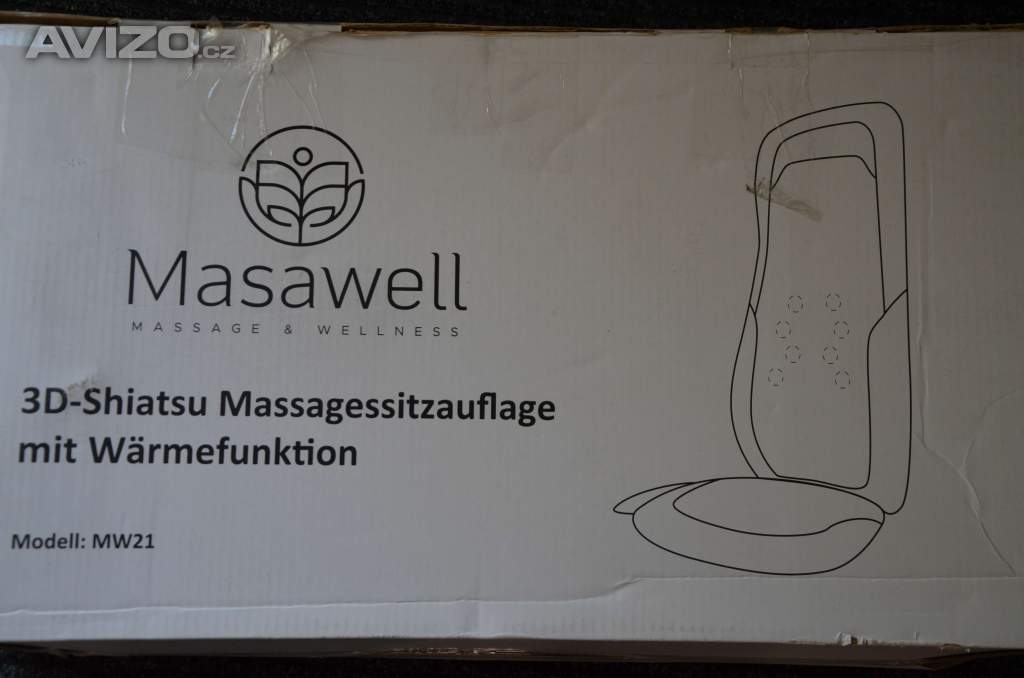 AVIZO.cz
Masawell
MASSAGE & WELLNESS
3D-Shiatsu Massagessitzauflage
mit Wärmefunktion
Modell: MW21